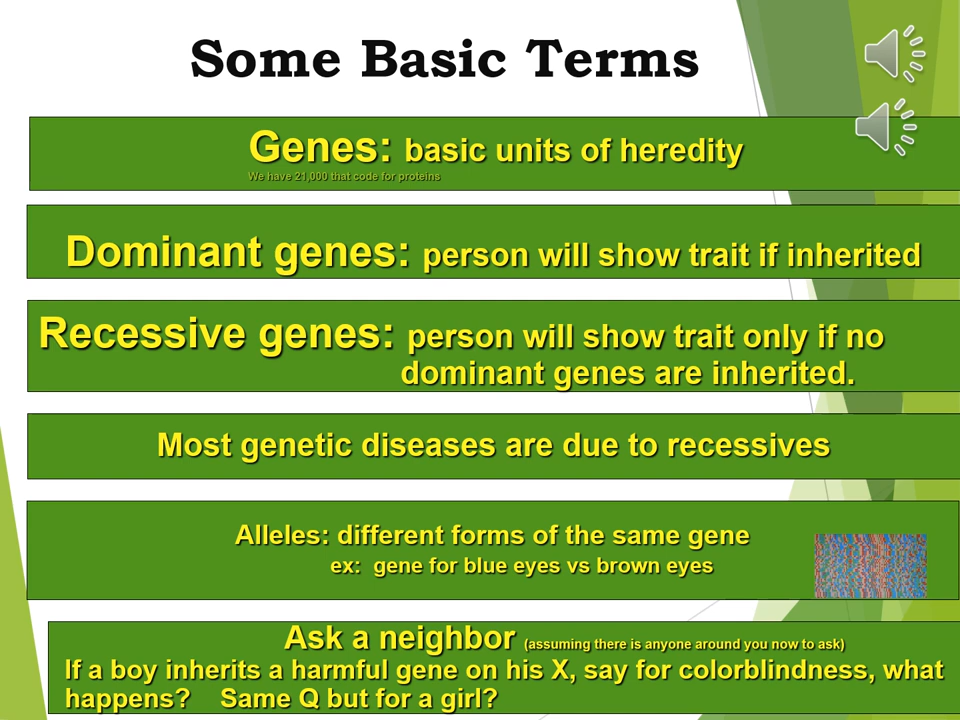 Some Basic Terms
Genes: basic units of heredity
We have 21,000 that code for proteins
Dominant genes: person will show trait if inherited
Recessive genes: person will show trait only if no
dominant genes are inherited.
Most genetic diseases are due to recessives
Alleles: different forms of the same gene
ex: gene for blue eyes vs brown eyes
Ask a neighbor (assuming there is anyone around you now to ask)
If a boy inherits a harmful gene on his X, say for colorblindness, what
happens? Same Q but for a girl?